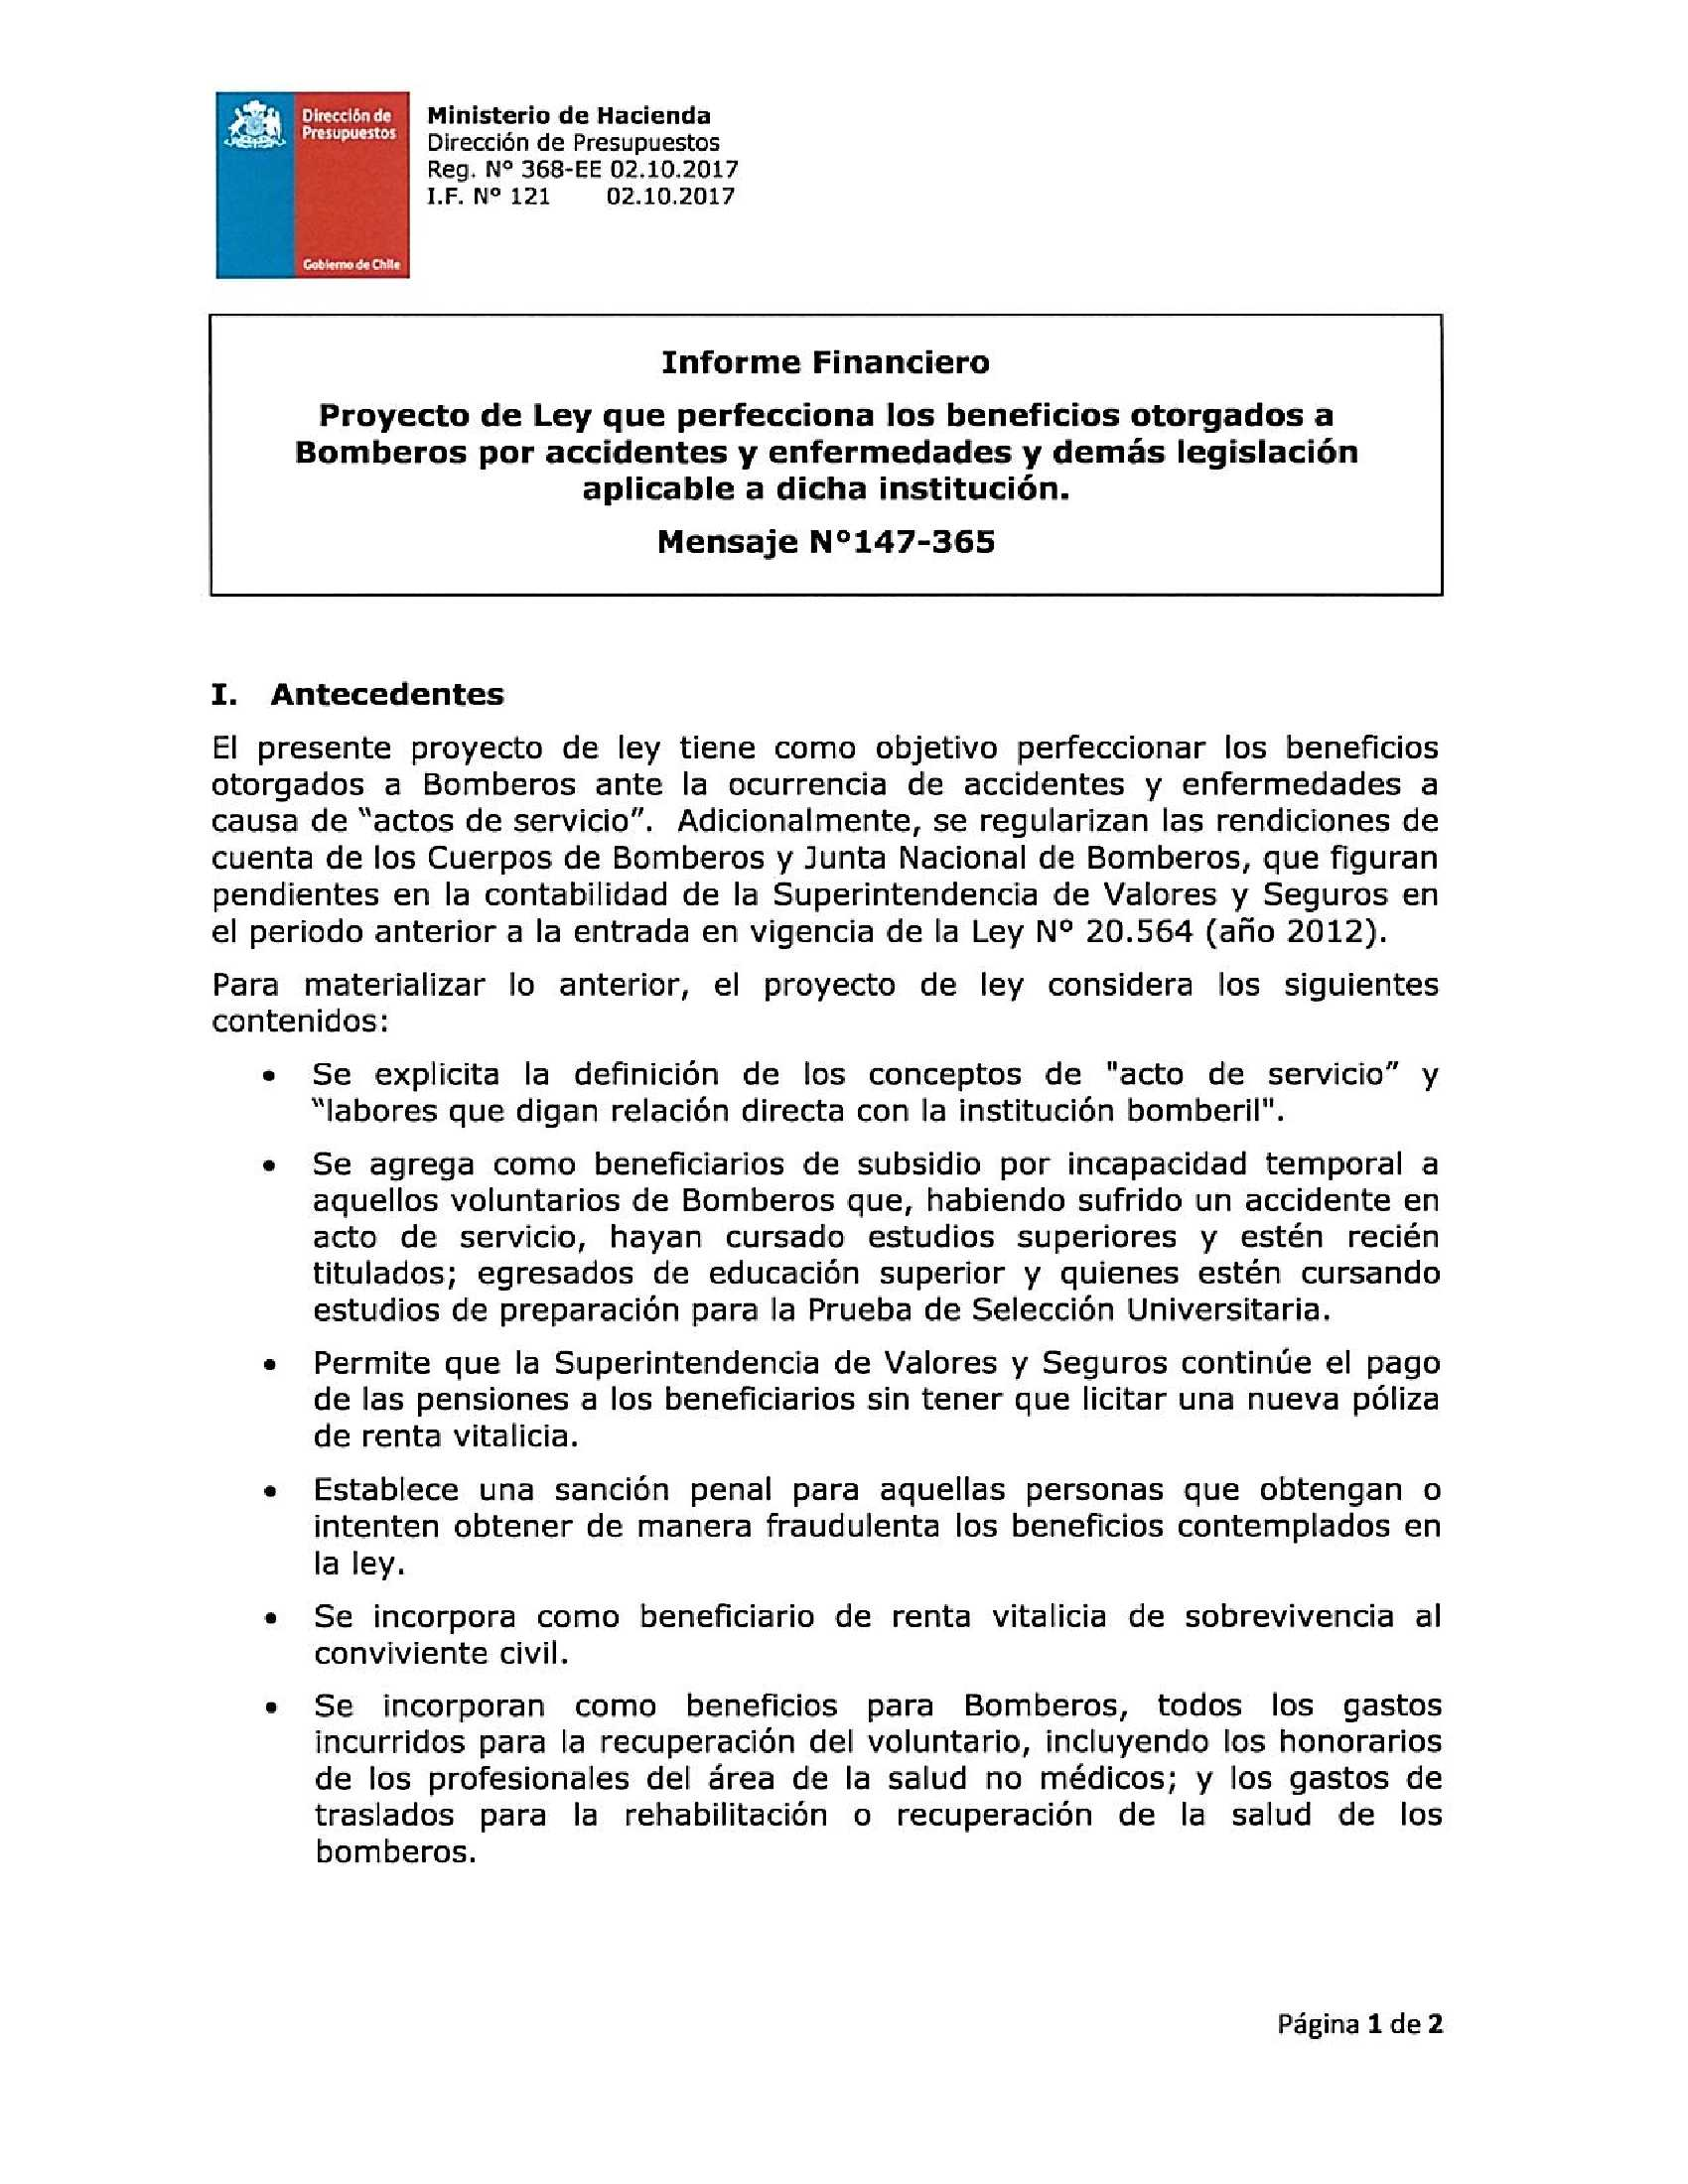 Dirección de
Presupuestos
Gobierno de Chile
Ministerio de Hacienda
Dirección de Presupuestos
Reg. Nº 368-EE 02.10.2017
I.F. Nº 121 02.10.2017
Informe Financiero
Proyecto de Ley que perfecciona los beneficios otorgados a
Bomberos por accidentes y enfermedades y demás legislación
aplicable a dicha institución.
Mensaje Nº147-365
I. Antecedentes
El presente proyecto de ley tiene como objetivo perfeccionar los beneficios
otorgados a Bomberos ante la ocurrencia de accidentes y enfermedades a
causa de “actos de servicio”. Adicionalmente, se regularizan las rendiciones de
cuenta de los Cuerpos de Bomberos y Junta Nacional de Bomberos, que figuran
pendientes en la contabilidad de la Superintendencia de Valores y Seguros en
el periodo anterior a la entrada en vigencia de la Ley Nº 20.564 (año 2012).
Para materializar lo anterior, el proyecto de ley considera los siguientes
contenidos:
• Se explicita la definición de los conceptos de "acto de servicio” y
“labores que digan relación directa con la institución bomberil".
• Se agrega como beneficiarios de subsidio por incapacidad temporal a
aquellos voluntarios de Bomberos que, habiendo sufrido un accidente en
acto de servicio, hayan cursado estudios superiores y estén recién
titulados; egresados de educación superior y quienes estén cursando
estudios de preparación para la Prueba de Selección Universitaria.
• Permite que la Superintendencia de Valores y Seguros continúe el pago
de las pensiones a los beneficiarios sin tener que licitar una nueva póliza
de renta vitalicia.
• Establece una sanción penal para aquellas personas que obtengan o
intenten obtener de manera fraudulenta los beneficios contemplados en
la ley.
• Se incorpora como beneficiario de renta vitalicia de sobrevivencia al
conviviente civil.
• Se incorporan como beneficios para Bomberos, todos los gastos
incurridos para la recuperación del voluntario, incluyendo los honorarios
de los profesionales del área de la salud no médicos; y los gastos de
traslados para la rehabilitación o recuperación de la salud de los
bomberos.
Página 1 de 2